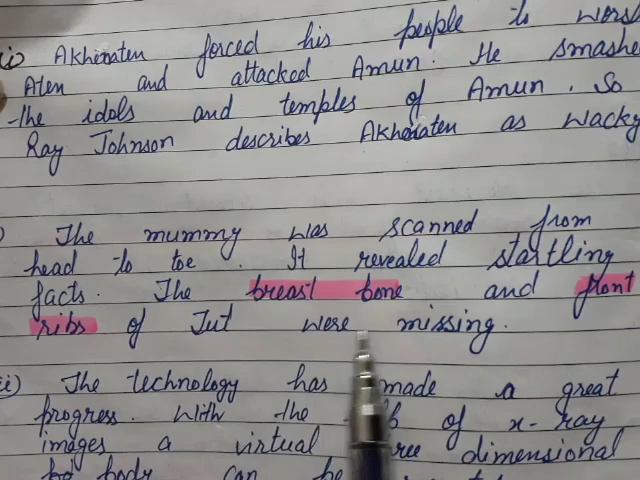 i) Akhenaten forced his people to
Aten and attacked Amun. He smashe
the idols and temples of Amun. So
Ray Johnson describes Akhenaten as wacky
) The mummy was scanned from
head to toe. It revealed startling
facts. The breast bone and front
ribs of Tut were missing.
ii) The technology has made a great
progress. With the of x-ray
images a virtual dimensional
body can be